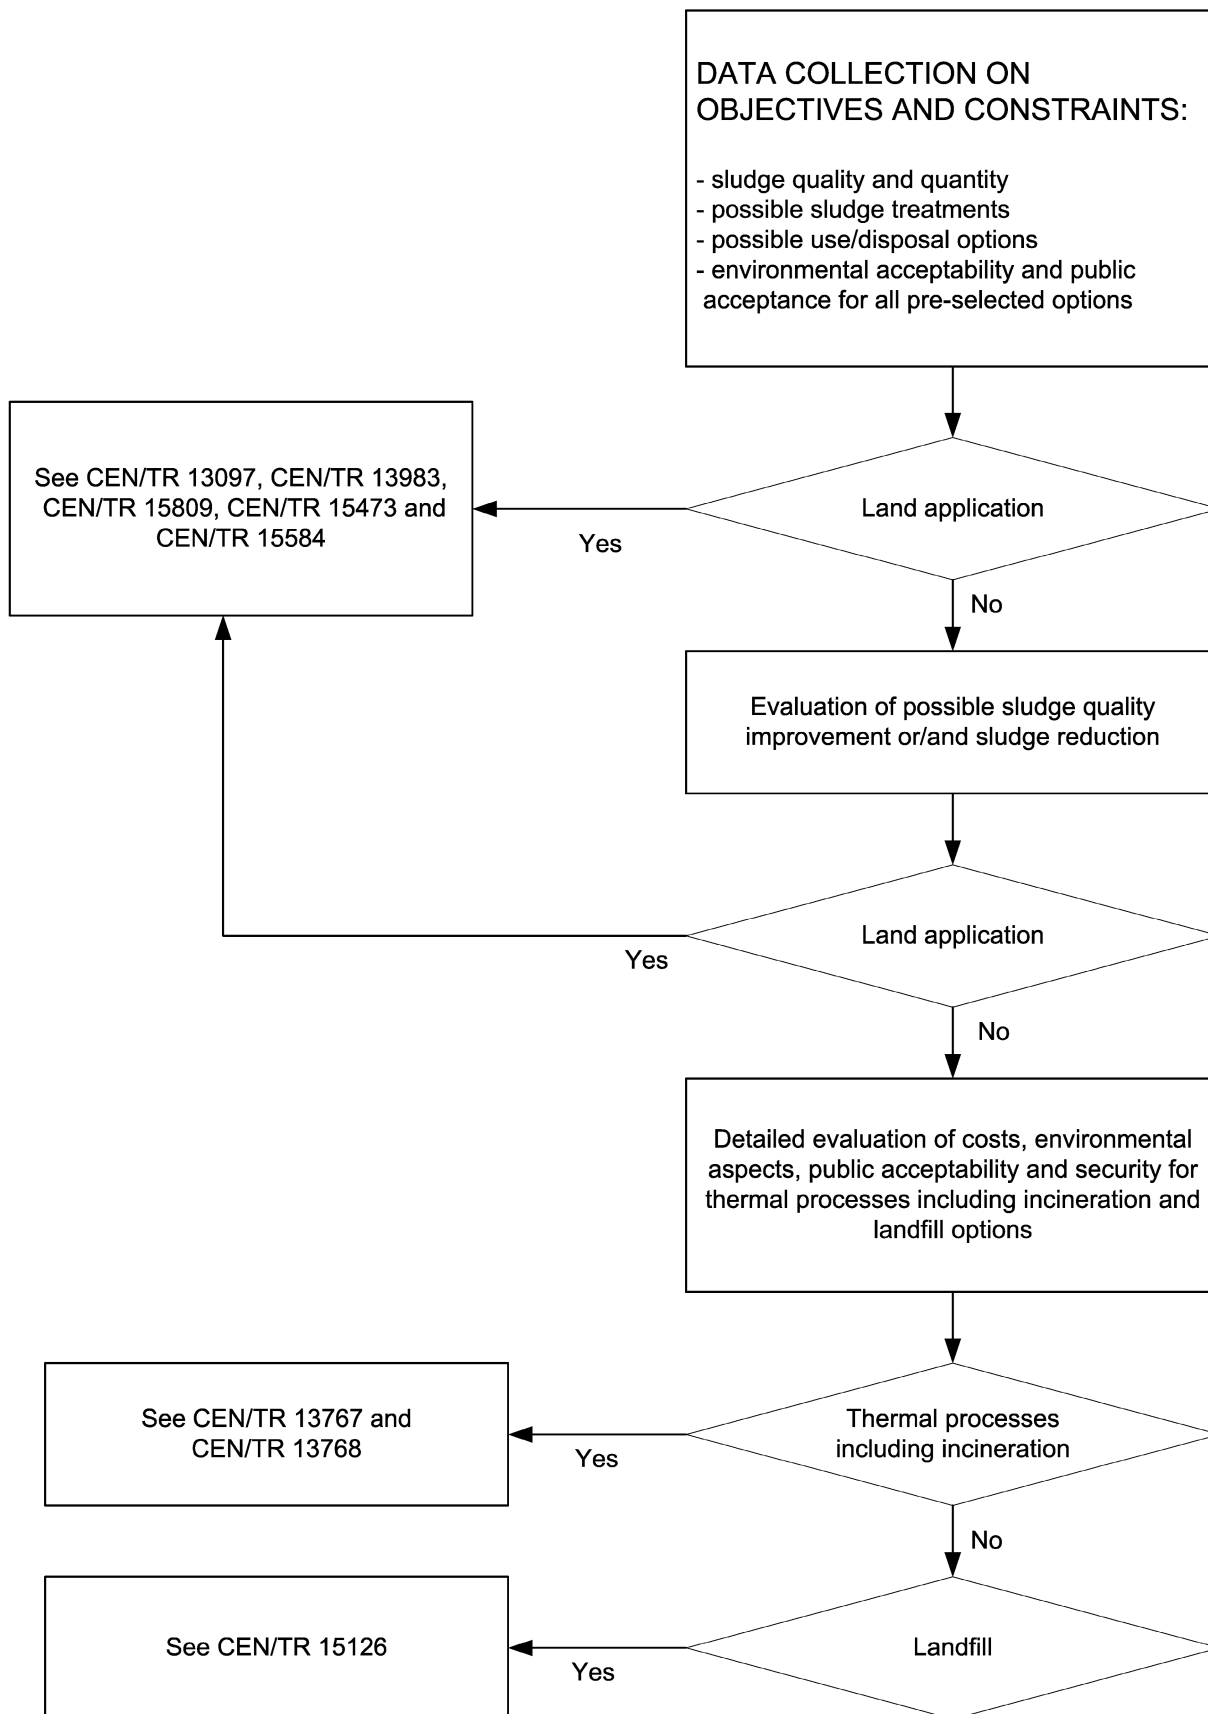 DATA COLLECTION ON
OBJECTIVES AND CONSTRAINTS:
- sludge quality and quantity
- possible sludge treatments
- possible use/disposal options
- environmental acceptability and public
acceptance for all pre-selected options
See CEN/TR 13097, CEN/TR 13983,
CEN/TR 15809, CEN/TR 15473 and
CEN/TR 15584
Land application
Yes
No
Evaluation of possible sludge quality
improvement or/and sludge reduction
Land application
Yes
No
Detailed evaluation of costs, environmental
aspects, public acceptability and security for
thermal processes including incineration and
landfill options
See CEN/TR 13767 and
CEN/TR 13768
Thermal processes
including incineration
Yes
No
See CEN/TR 15126
Landfill
Yes